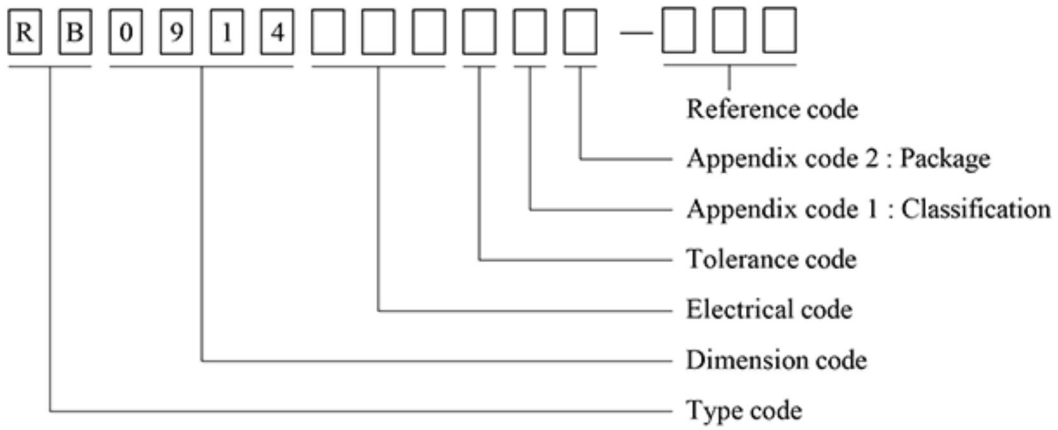 R B 0 9 1 4 —
Reference code
Appendix code 2 : Package
Appendix code 1 : Classification
Tolerance code
Electrical code
Dimension code
Type code